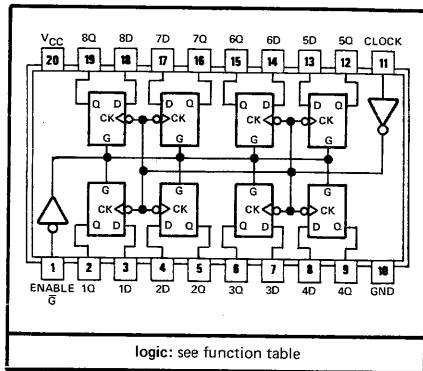 VCC 8Q 8D 7D 7Q 6Q 6D 5D 5Q CLOCK
20 19 18 17 16 15 14 13 12 11
Q D D Q Q D D Q
CK CK CK CK
G G G G
G G G G
CK CK CK CK
Q D D Q Q D D Q
1 2 3 4 5 6 7 8 9 10
ENABLE G̅ 1Q 1D 2D 2Q 3Q 3D 4D 4Q GND
logic: see function table